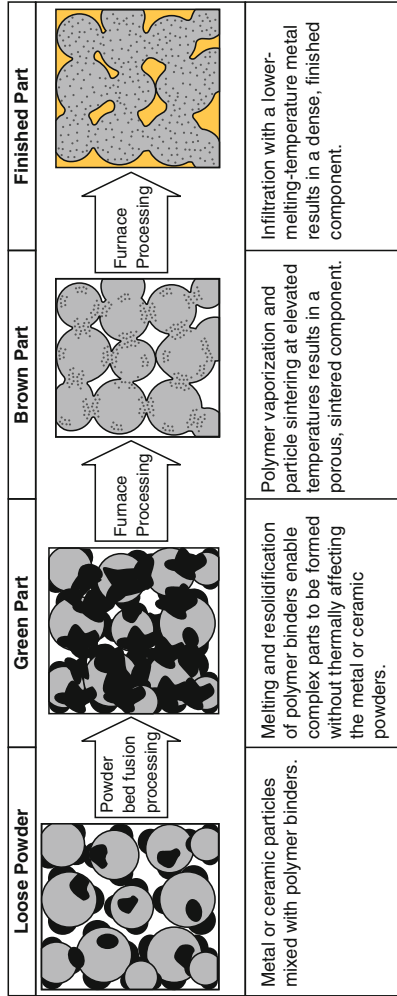 Loose Powder
Green Part
Brown Part
Finished Part
Powder
bed fusion
processing
Furnace
Processing
Furnace
Processing
Metal or ceramic particles
mixed with polymer binders.
Melting and resolidification
of polymer binders enable
complex parts to be formed
without thermally affecting
the metal or ceramic
powders.
Polymer vaporization and
particle sintering at elevated
temperatures results in a
porous, sintered component.
Infiltration with a lower-
melting-temperature metal
results in a dense, finished
component.